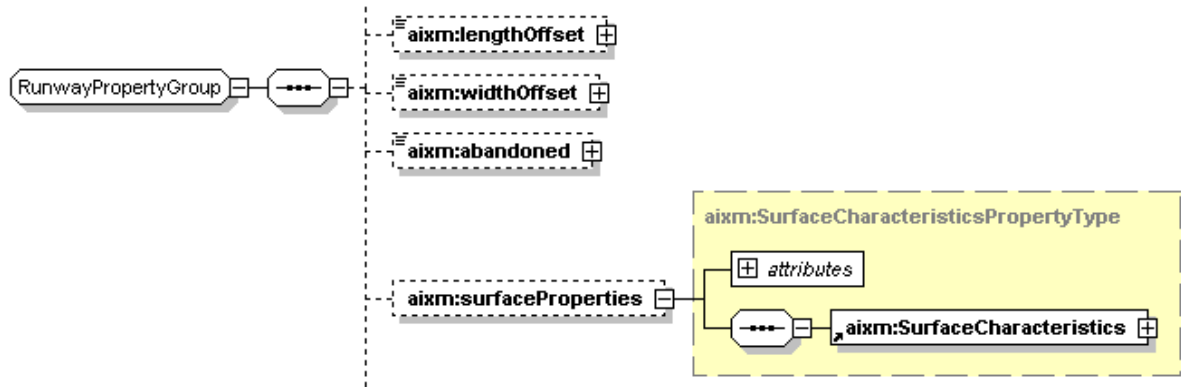 aixm:lengthOffset
RunwayPropertyGroup
aixm:widthOffset
aixm:abandoned
aixm:SurfaceCharacteristicsPropertyType
attributes
aixm:surfaceProperties
aixm:SurfaceCharacteristics